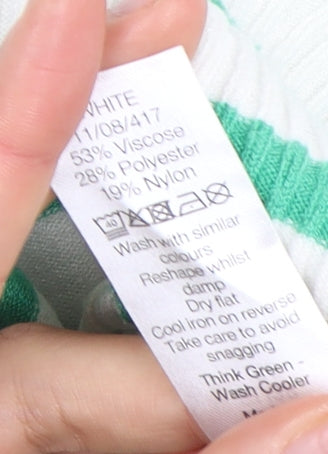 WHITE
11/08/417
53% Viscose
28% Polyester
19% Nylon
40
Wash with similar
colours
Reshape whilst
damp
Dry flat
Cool iron on reverse
Take care to avoid
snagging
Think Green -
Wash Cooler